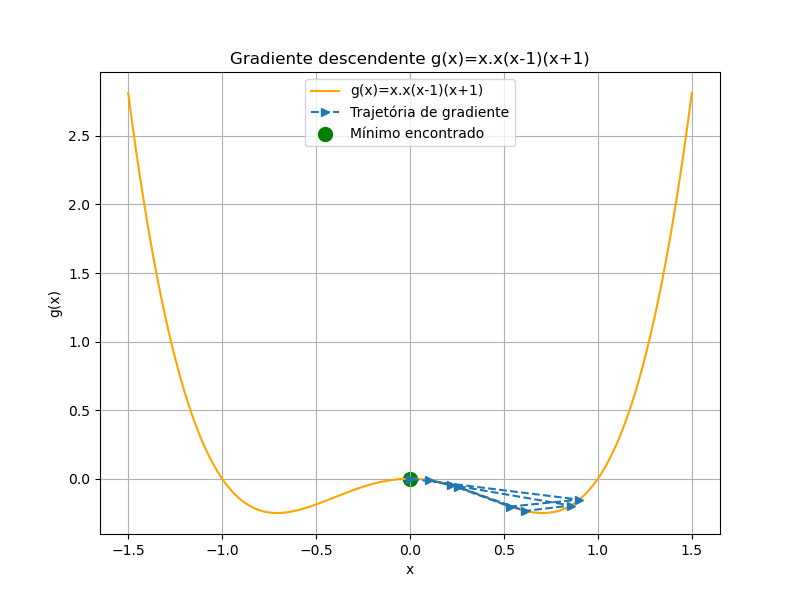 Gradiente descendente g(x)=x.x(x-1)(x+1)
g(x)=x.x(x-1)(x+1)
Trajetória de gradiente
Mínimo encontrado
2.5
2.0
1.5
1.0
0.5
0.0
g(x)
−1.5 −1.0 −0.5 0.0 0.5 1.0 1.5
x